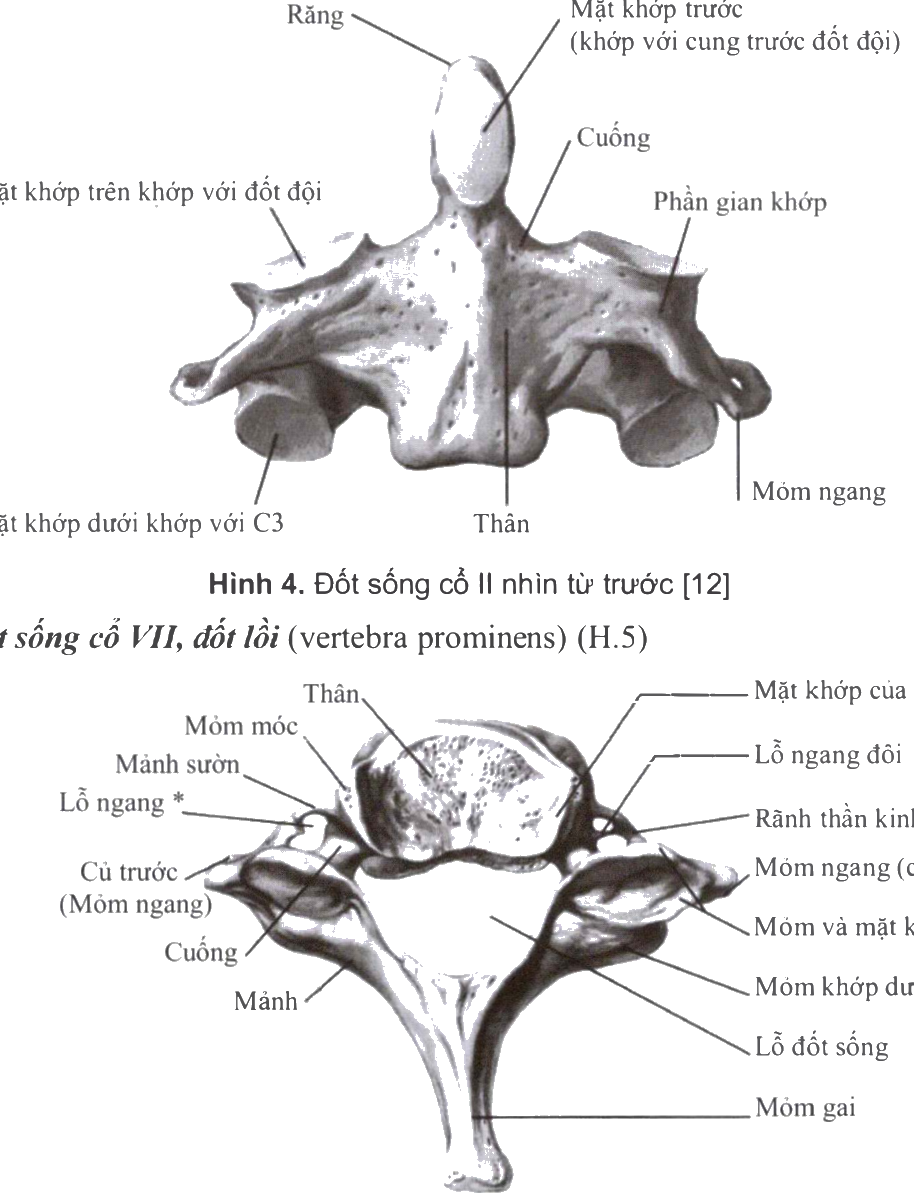 Răng
Mặt khớp trước
(khớp với cung trước đốt đội)
Cuống
ặt khớp trên khớp với đốt đội
Phần gian khớp
Mỏm ngang
ặt khớp dưới khớp với C3
Thân
Hình 4. Đốt sống cổ II nhìn từ trước [12]
t sống cổ VII, đốt lồi (vertebra prominens) (H.5)
Thân
Mặt khớp của
Mỏm móc
Lỗ ngang đôi
Mảnh sườn
Lỗ ngang *
Rãnh thần kinh
Củ trước
(Mỏm ngang)
Mỏm ngang (c
Mỏm và mặt k
Cuống
Mỏm khớp dư
Mảnh
Lỗ đốt sống
Mỏm gai